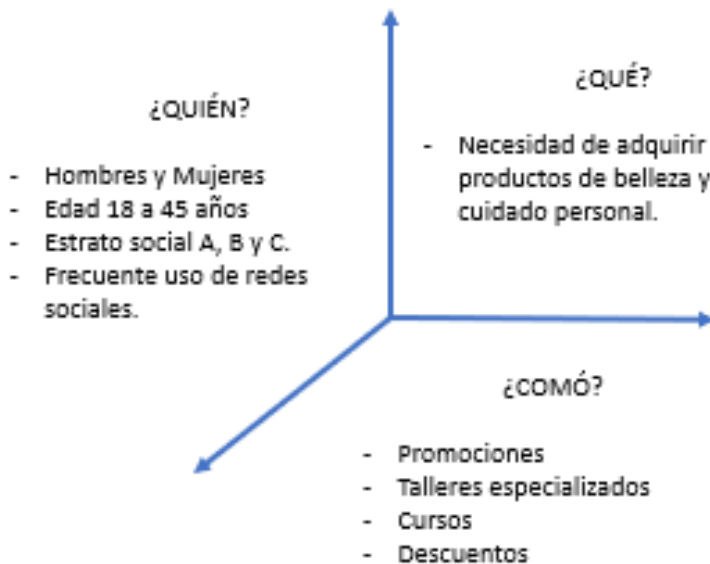 ¿QUIÉN?
- Hombres y Mujeres
- Edad 18 a 45 años
- Estrato social A, B y C.
- Frecuente uso de redes
sociales.
¿QUÉ?
- Necesidad de adquirir
productos de belleza y
cuidado personal.
¿COMÓ?
- Promociones
- Talleres especializados
- Cursos
- Descuentos